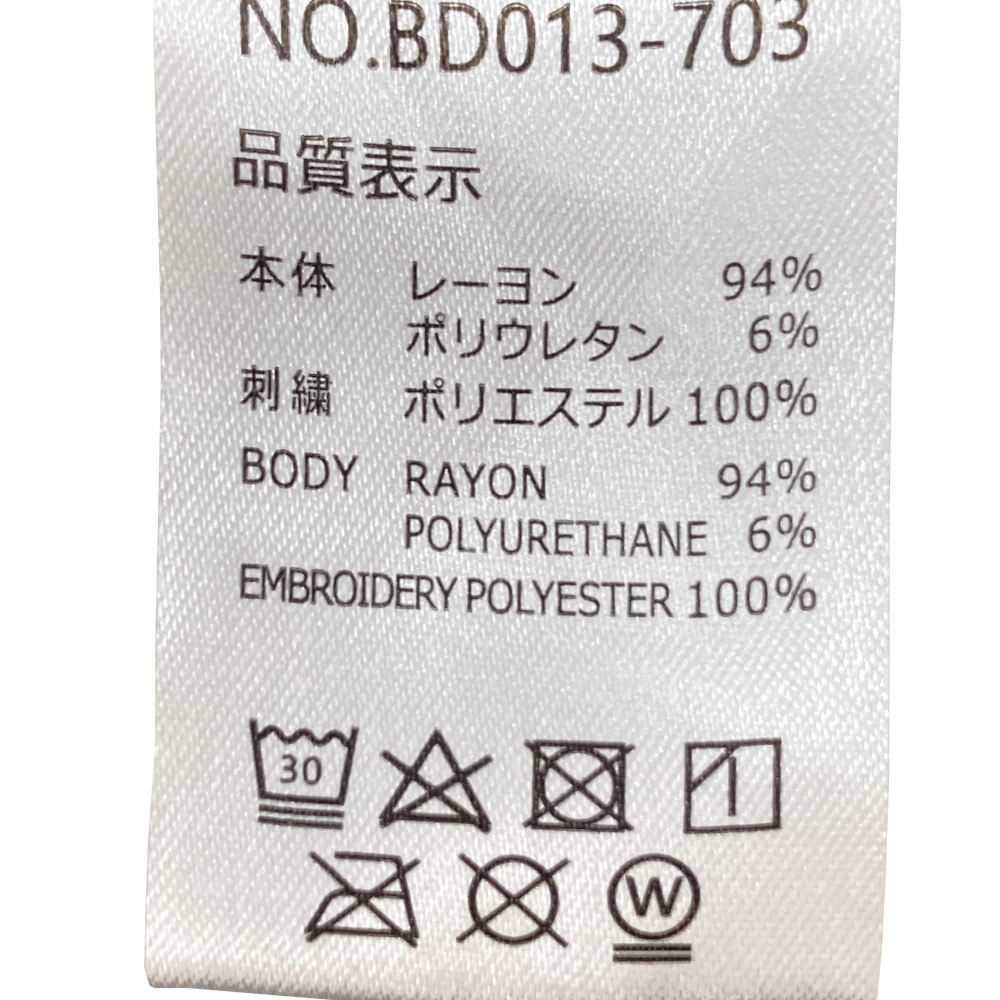 NO.BD013-703
品質表示
本体 レーヨン 94%
ポリウレタン 6%
刺繍 ポリエステル 100%
BODY RAYON 94%
POLYURETHANE 6%
EMBROIDERY POLYESTER 100%
30
W